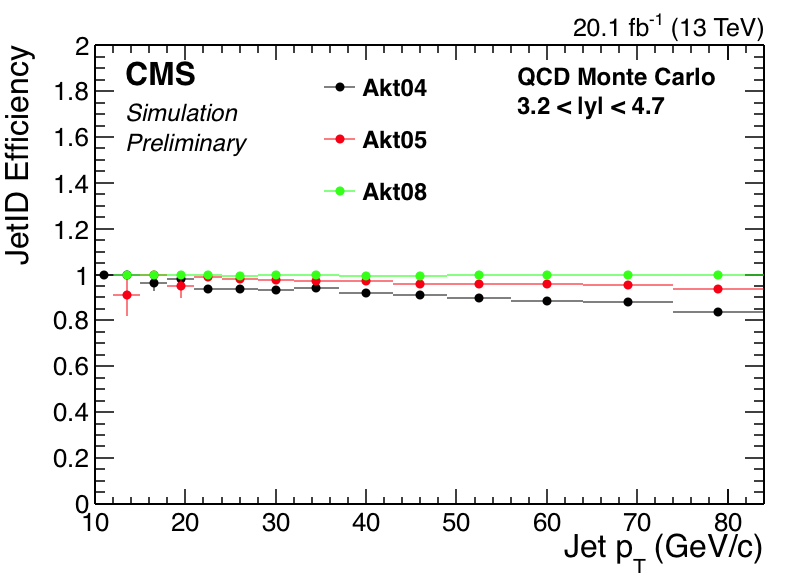 20.1 fb⁻¹ (13 TeV)
CMS
Simulation
Preliminary
Akt04
Akt05
Akt08
QCD Monte Carlo
3.2 < lyl < 4.7
JetID Efficiency
2
1.8
1.6
1.4
1.2
1
0.8
0.6
0.4
0.2
0
10 20 30 40 50 60 70 80
Jet p_T (GeV/c)